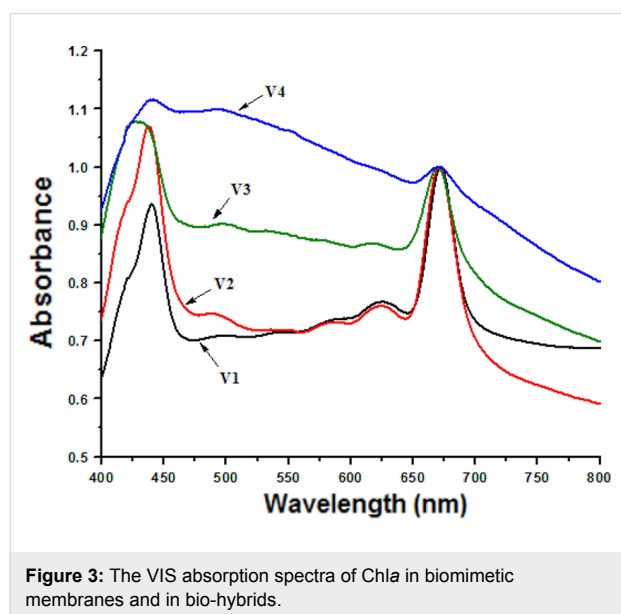 1.2
1.1
1.0
0.9
0.8
0.7
0.6
0.5
Absorbance
V4
V3
V2
V1
400 450 500 550 600 650 700 750 800
Wavelength (nm)
Figure 3: The VIS absorption spectra of Chla in biomimetic
membranes and in bio-hybrids.